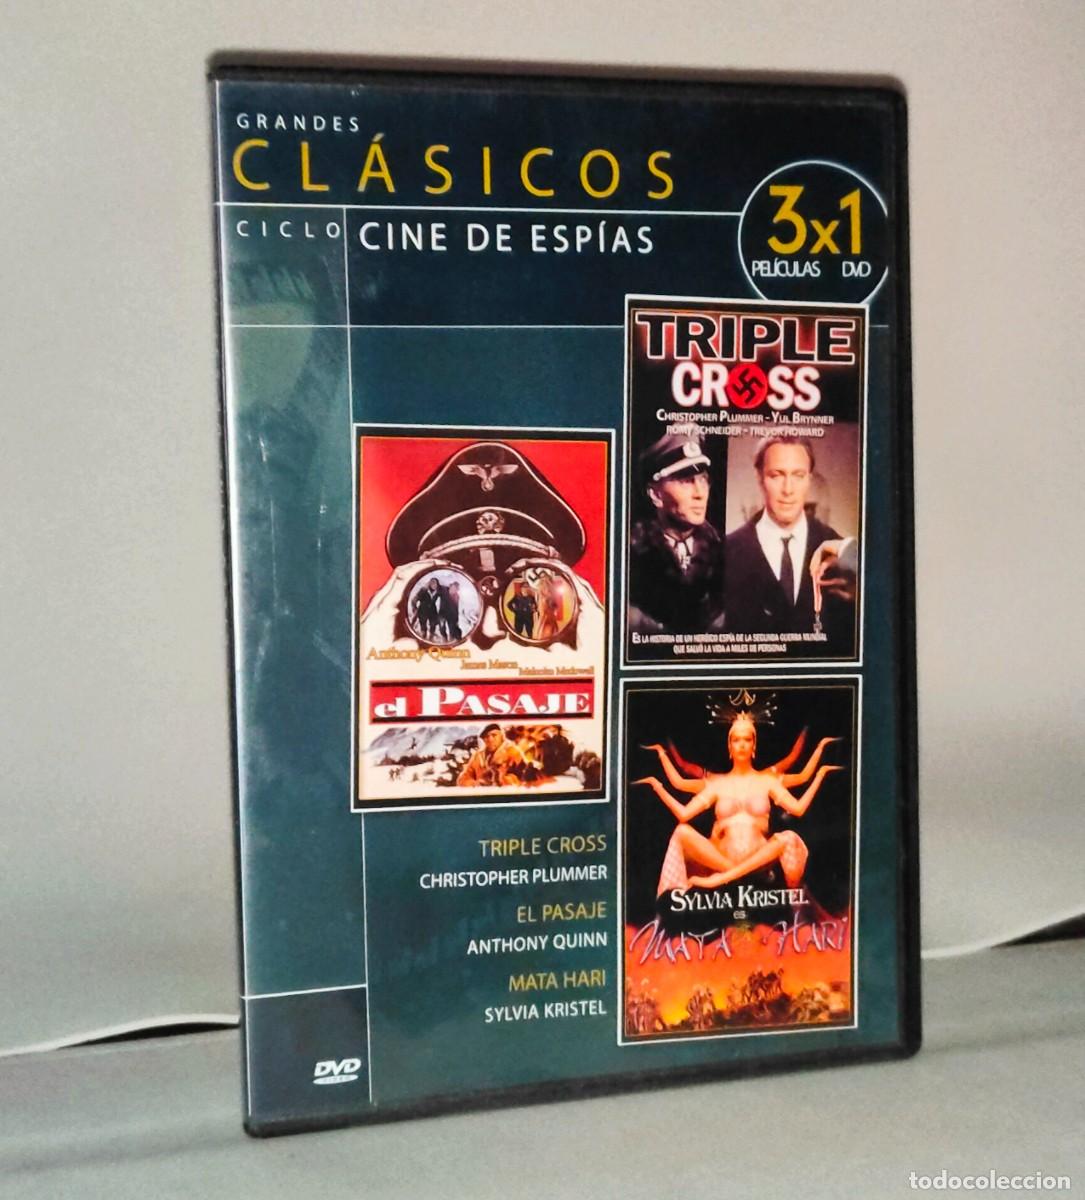 GRANDES
CLÁSICOS
CICLO
CINE DE ESPÍAS
3x1
PELÍCULAS DVD
TRIPLE
CROSS
CHRISTOPHER PLUMMER - YUL BRYNNER
ROMY SCHNEIDER - TREVOR HOWARD
ES LA HISTORIA DE UN HERÓICO ESPÍA DE LA SEGUNDA GUERRA MUNDIAL
QUE SALVÓ LA VIDA A MILES DE PERSONAS
Anthony Quinn
James Mason
el PASAJE
SYLVIA KRISTEL
es
MATA HARI
TRIPLE CROSS
CHRISTOPHER PLUMMER
EL PASAJE
ANTHONY QUINN
MATA HARI
SYLVIA KRISTEL
DVD
VIDEO
todocoleccion